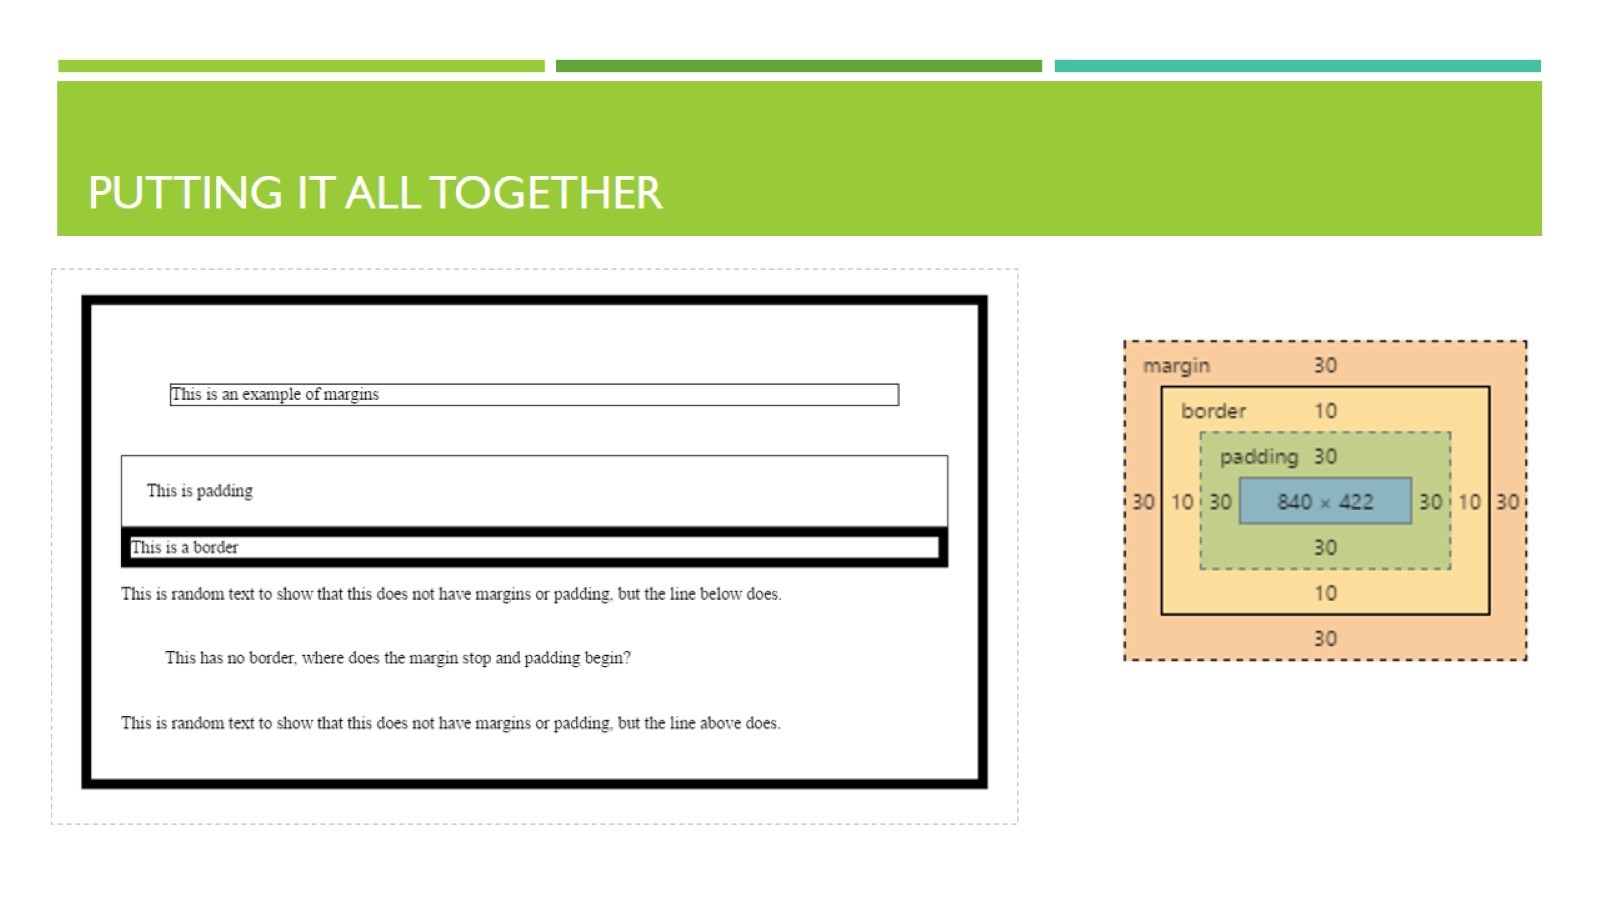 PUTTING IT ALL TOGETHER
This is an example of margins
This is padding
This is a border
This is random text to show that this does not have margins or padding, but the line below does.
This has no border, where does the margin stop and padding begin?
This is random text to show that this does not have margins or padding, but the line above does.
margin 30
border 10
padding 30
30 10 30 840 × 422 30 10 30
30
10
30